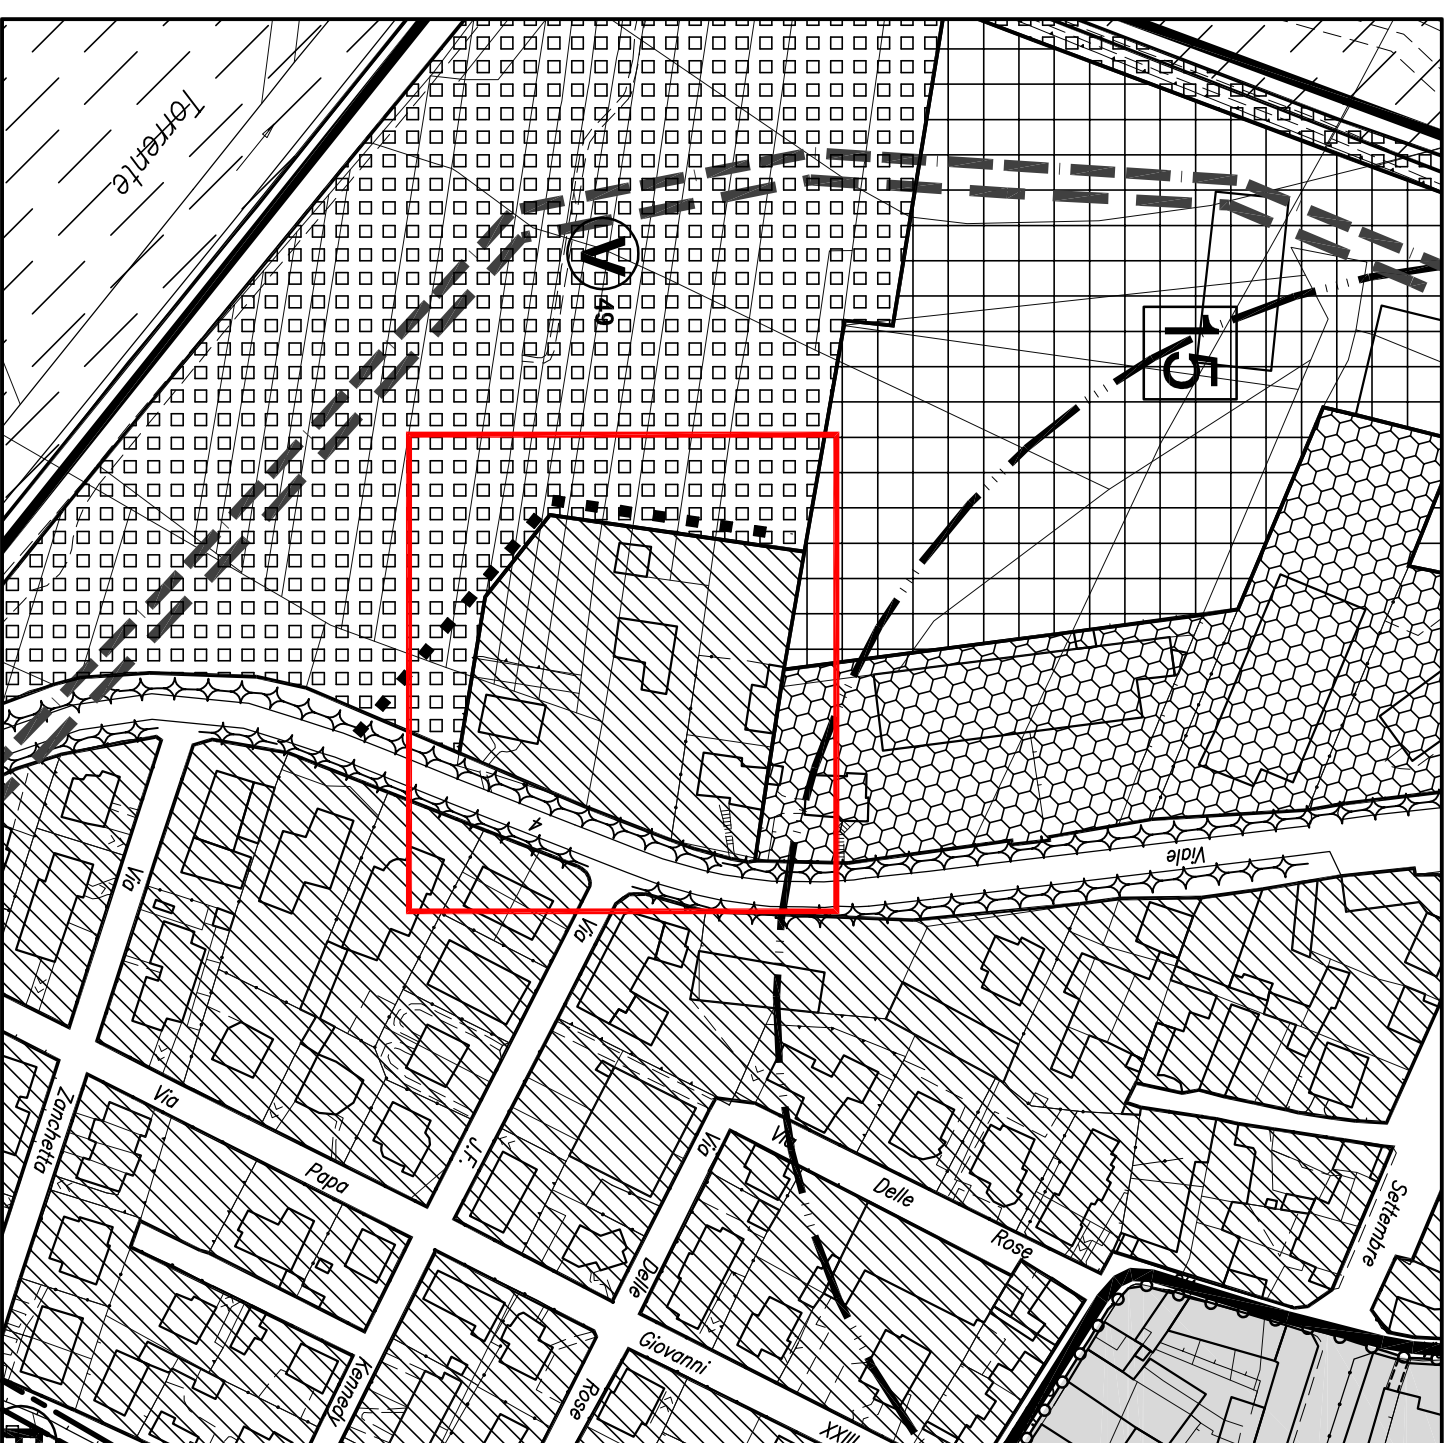 Torrente
V
49
15
4
Viale
Via
Via
Zanchetta
Via
Papa
J.F.
Via
Via
Delle
Rose
Settembre
Delle
Giovanni
Kennedy
Rose
XXIII